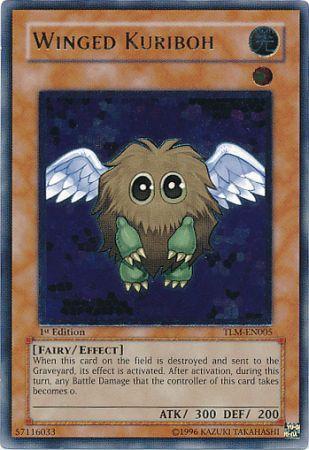 WINGED KURIBOH
光
1st Edition
TLM-EN005
[FAIRY/EFFECT]
When this card on the field is destroyed and sent to the
Graveyard, its effect is activated. After activation, during this
turn, any Battle Damage that the controller of this card takes
becomes 0.
ATK/ 300 DEF/ 200
57116033
©1996 KAZUKI TAKAHASHI